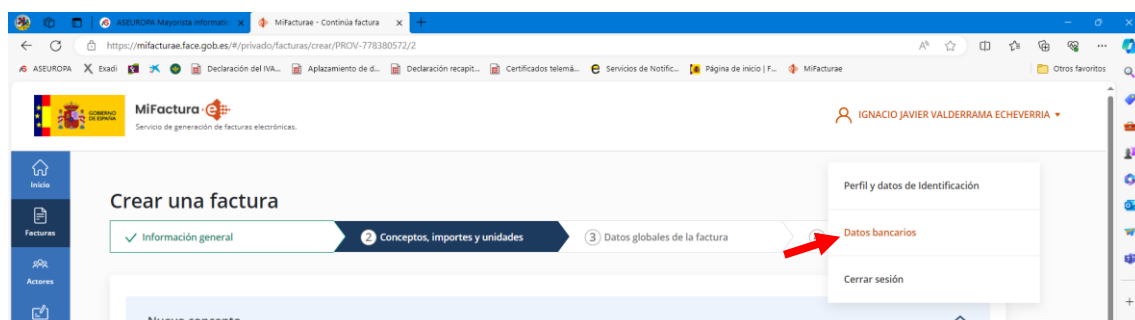 ASEUROPA Mayorista informatic
MiFacturae - Continúa factura
https://mifacturae.face.gob.es/#/privado/facturas/crear/PROV-778380572/2
ASEUROPA
Exadi
Declaración del IVA...
Aplazamiento de d...
Declaración recapit...
Certificados telemá...
Servicios de Notific...
Página de inicio | F...
MiFacturae
Otros favoritos
GOBIERNO
DE ESPAÑA
MiFactura·e
Servicio de generación de facturas electrónicas.
IGNACIO JAVIER VALDERRAMA ECHEVERRIA
Inicio
Facturas
Actores
Crear una factura
Información general
2 Conceptos, importes y unidades
3 Datos globales de la factura
Perfil y datos de Identificación
Datos bancarios
Cerrar sesión
Nuevo concepto